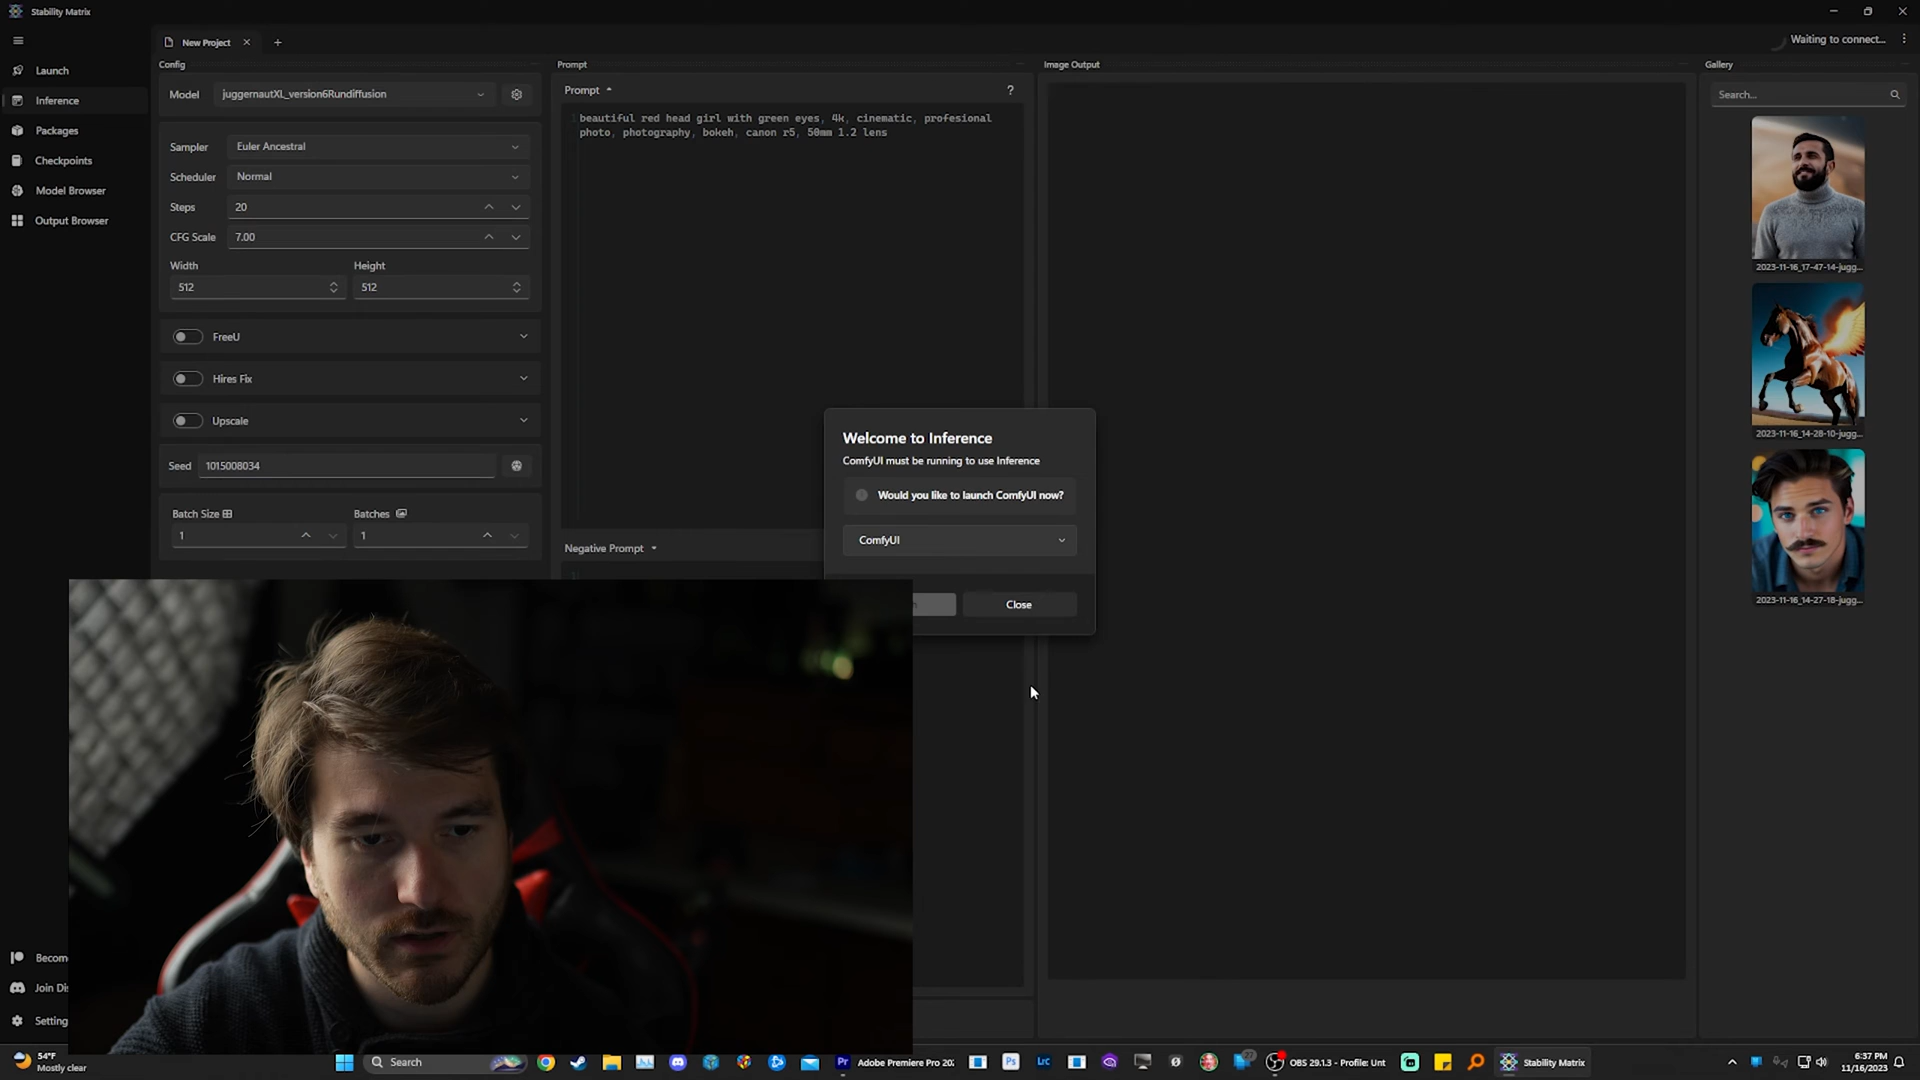 Stability Matrix
New Project
Waiting to connect...
Launch
Inference
Packages
Checkpoints
Model Browser
Output Browser
Config
Model
juggernautXL_version6Rundiffusion
Sampler
Euler Ancestral
Scheduler
Normal
Steps
20
CFG Scale
7.00
Width
Height
512
512
FreeU
Hires Fix
Upscale
Seed
1015008034
Batch Size
Batches
1
1
Prompt
Prompt
?
1
beautiful red head girl with green eyes, 4k, cinematic, profesional
photo, photography, bokeh, canon r5, 50mm 1.2 lens
Negative Prompt
1
Welcome to Inference
ComfyUI must be running to use Inference
Would you like to launch ComfyUI now?
ComfyUI
Close
Image Output
Gallery
Search...
2023-11-16_17-47-14-jugg...
2023-11-16_14-28-10-jugg...
2023-11-16_14-27-18-jugg...
Become
Join Dis
Setting
54°F
Mostly clear
Search
Adobe Premiere Pro 202
OBS 29.1.3 - Profile: Unt
Stability Matrix
6:37 PM
11/16/2023